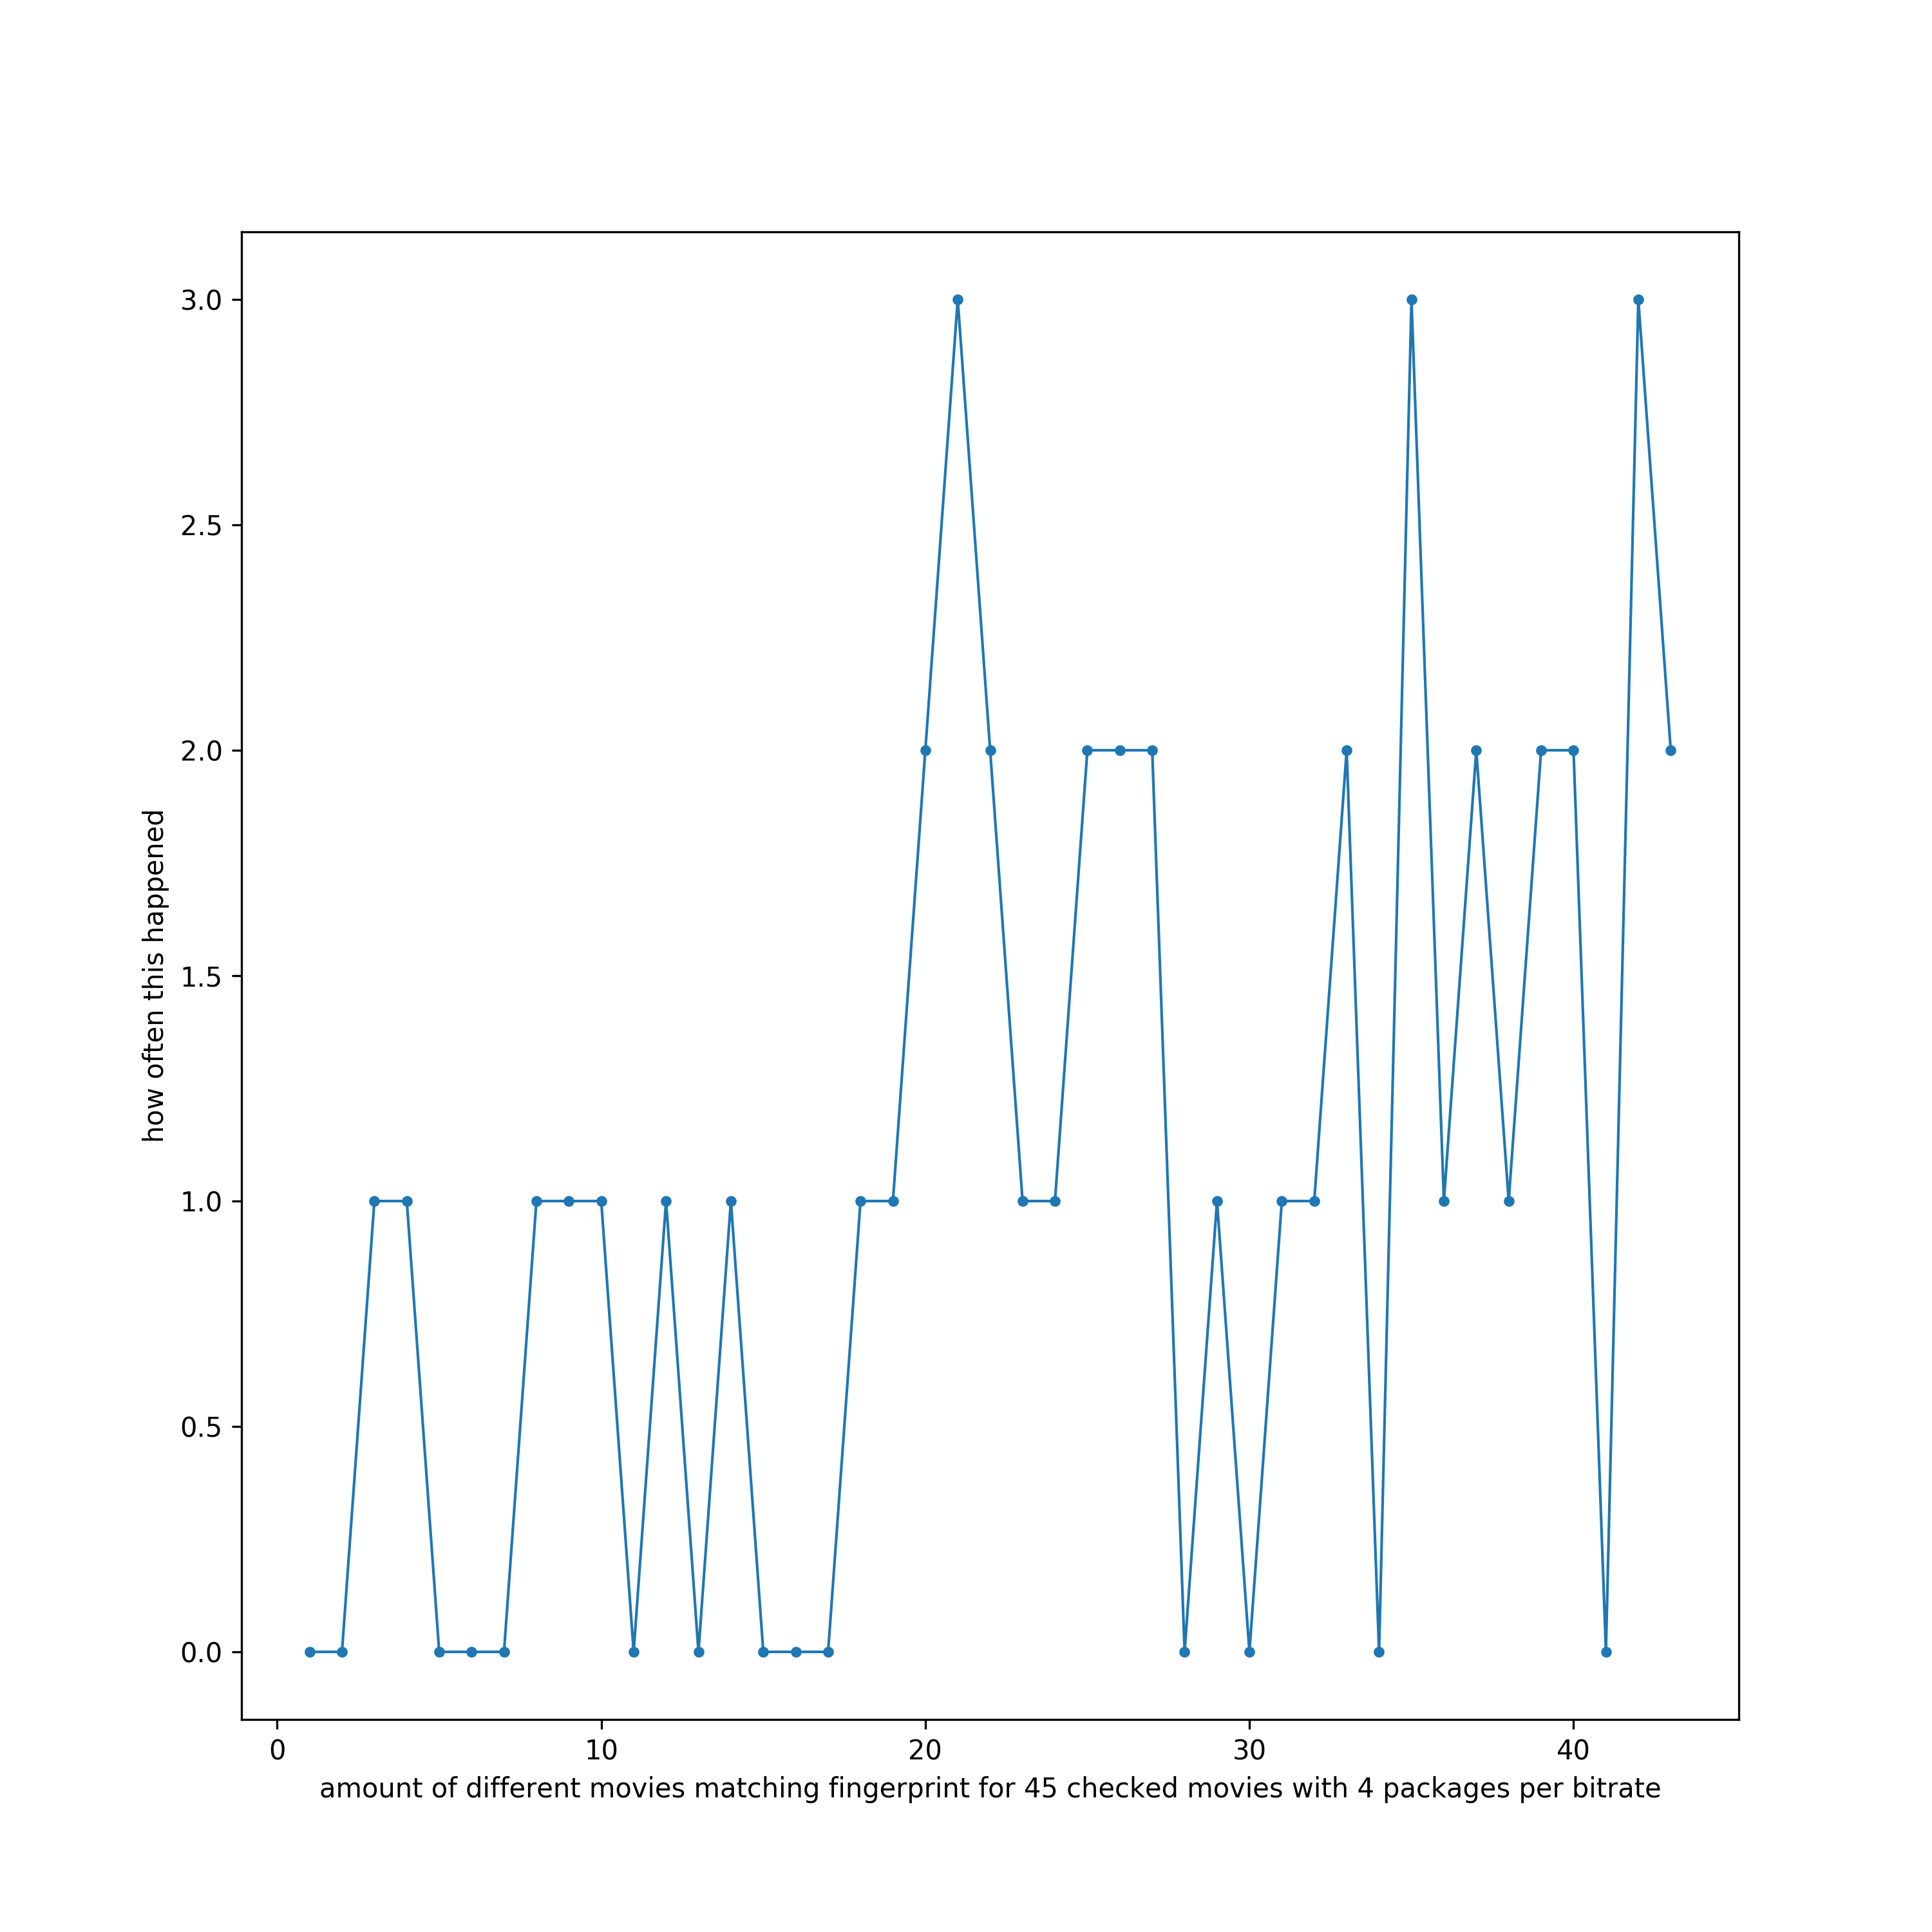 3.0
2.5
2.0
1.5
1.0
0.5
0.0
how often this happened
0 10 20 30 40
amount of different movies matching fingerprint for 45 checked movies with 4 packages per bitrate